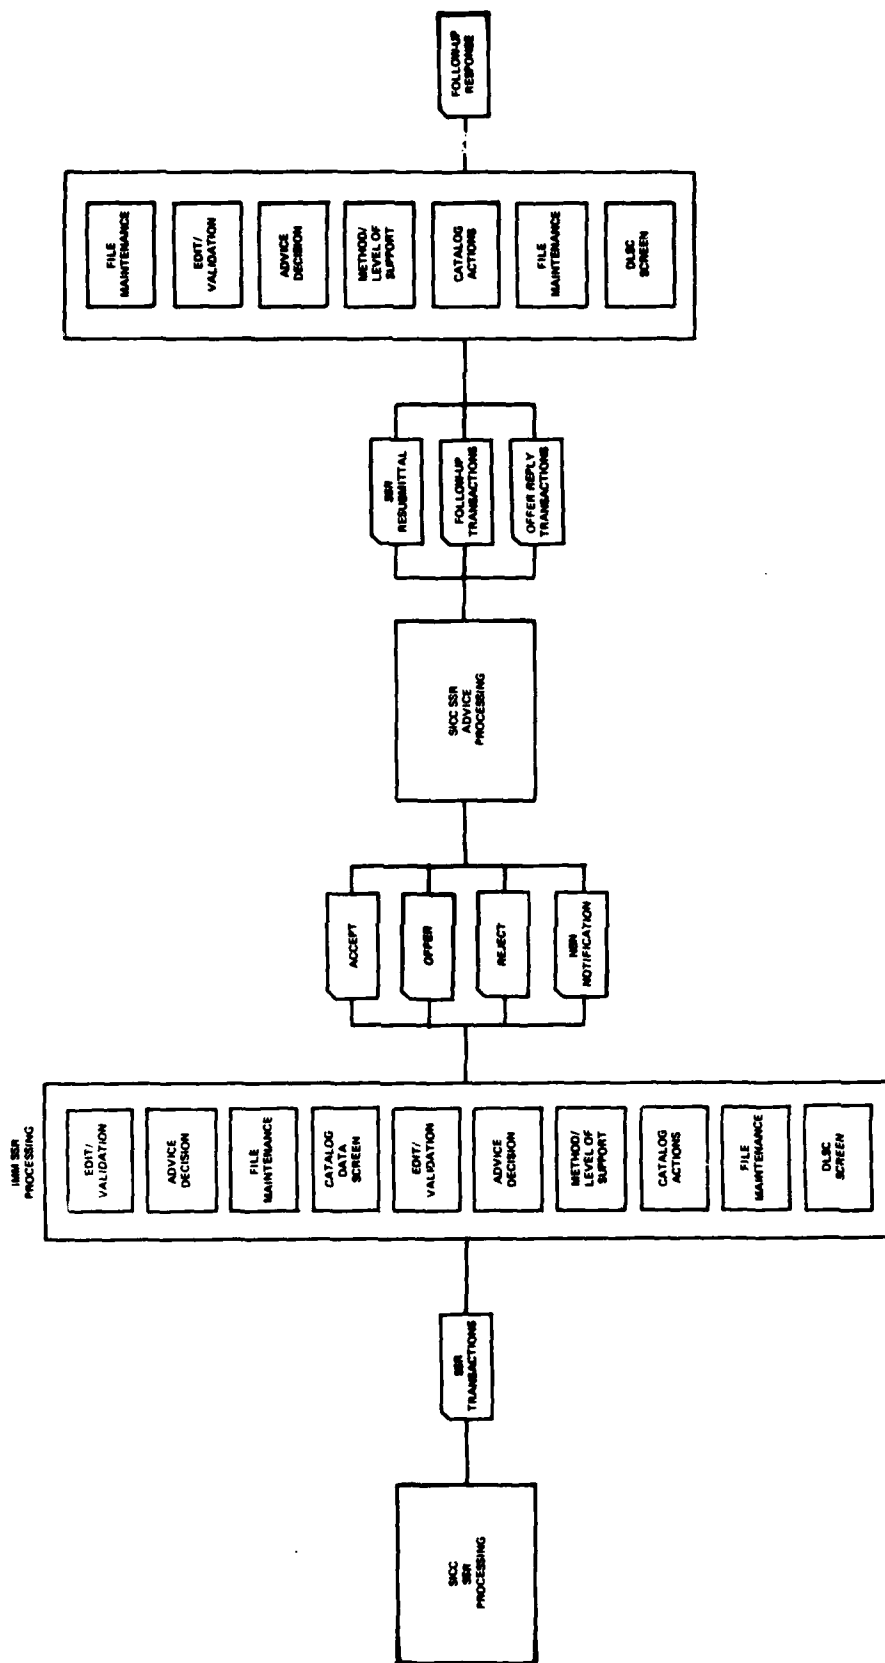 SICC
SSR
PROCESSING
SSR
TRANSACTIONS
IMM SSR
PROCESSING
EDIT/
VALIDATION
ADVICE
DECISION
FILE
MAINTENANCE
CATALOG
DATA
SCREEN
EDIT/
VALIDATION
ADVICE
DECISION
METHOD/
LEVEL OF
SUPPORT
CATALOG
ACTIONS
FILE
MAINTENANCE
DLSC
SCREEN
ACCEPT
OFFER
REJECT
NSN
NOTIFICATION
SICC SSR
ADVICE
PROCESSING
SSR
RESUBMITTAL
FOLLOW-UP
TRANSACTIONS
OFFER REPLY
TRANSACTIONS
FILE
MAINTENANCE
EDIT/
VALIDATION
ADVICE
DECISION
METHOD/
LEVEL OF
SUPPORT
CATALOG
ACTIONS
FILE
MAINTENANCE
DLSC
SCREEN
FOLLOW-UP
RESPONSE